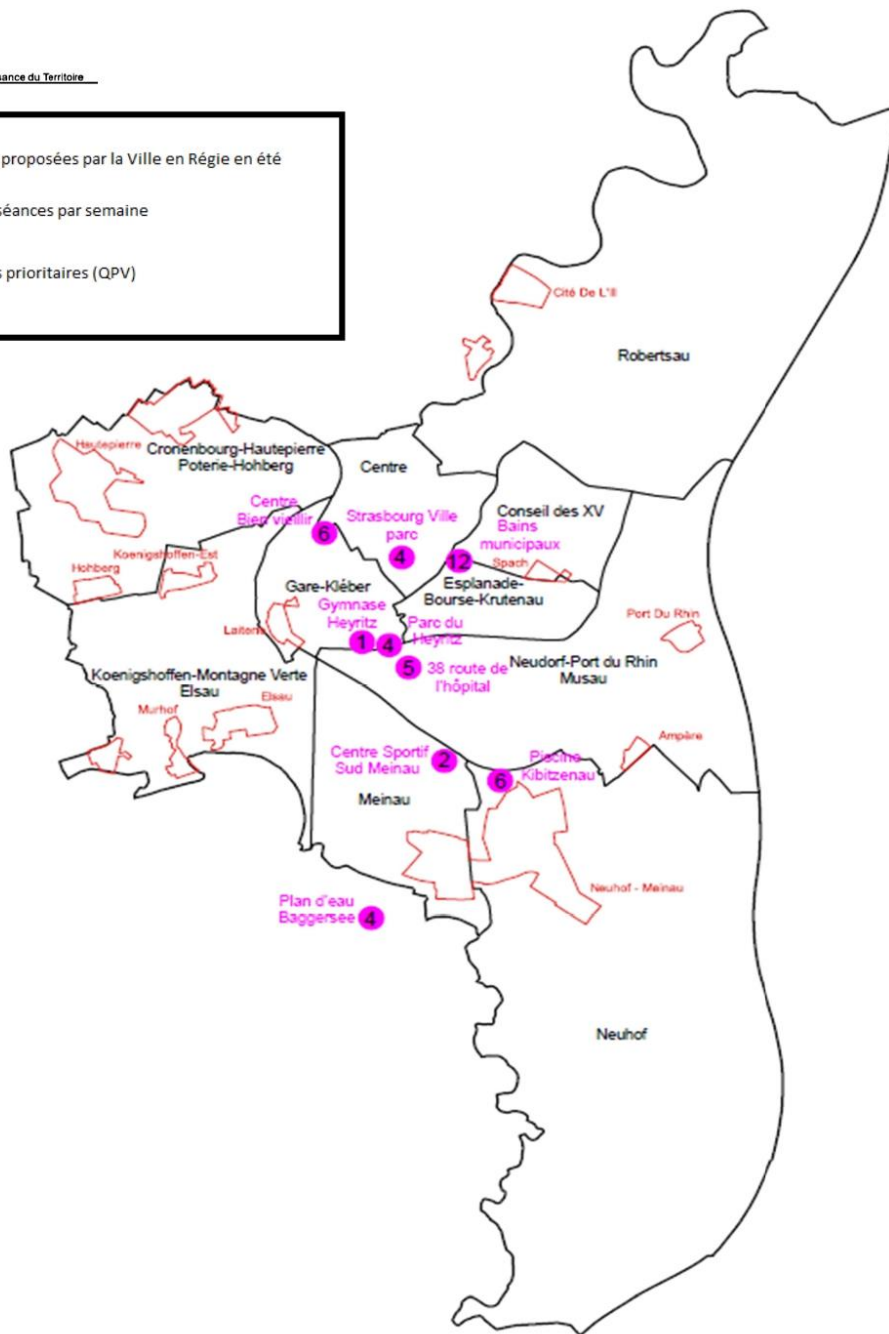 sance du Territoire
proposées par la Ville en Régie en été
séances par semaine
s prioritaires (QPV)
Cité De L'Ill
Robertsau
Hautepierre
Cronenbourg-Hautepierre
Poterie-Hohberg
Centre
Centre
Bien vieillir
6
Strasbourg Ville
parc
4
Conseil des XV
Bains
municipaux
12
Spach
Koenigshoffen-Est
Hohberg
Gare-Kléber
Esplanade-
Bourse-Krutenau
Gymnase
Heyritz
1
Parc du
Heyritz
4
Laiterie
Port Du Rhin
5
38 route de
l'hôpital
Neudorf-Port du Rhin
Musau
Koenigshoffen-Montagne Verte
Elsau
Murhof
Elsau
Ampère
Centre Sportif
Sud Meinau
2
Piscine
Kibitzenau
6
Meinau
Neuhof - Meinau
Plan d'eau
Baggersee
4
Neuhof